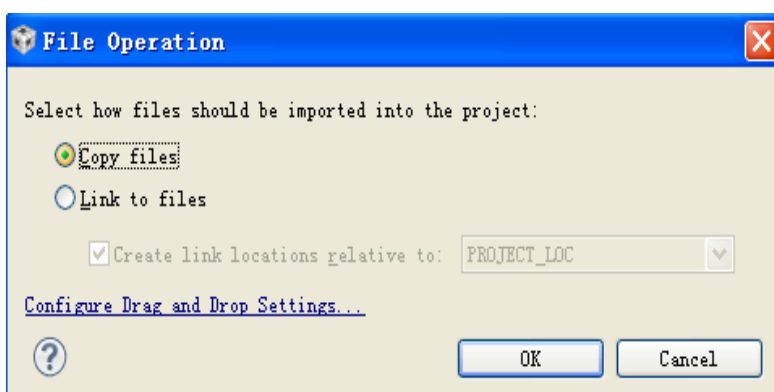 File Operation
Select how files should be imported into the project:
Copy files
Link to files
Create link locations relative to: PROJECT_LOC
Configure Drag and Drop Settings...
? OK Cancel